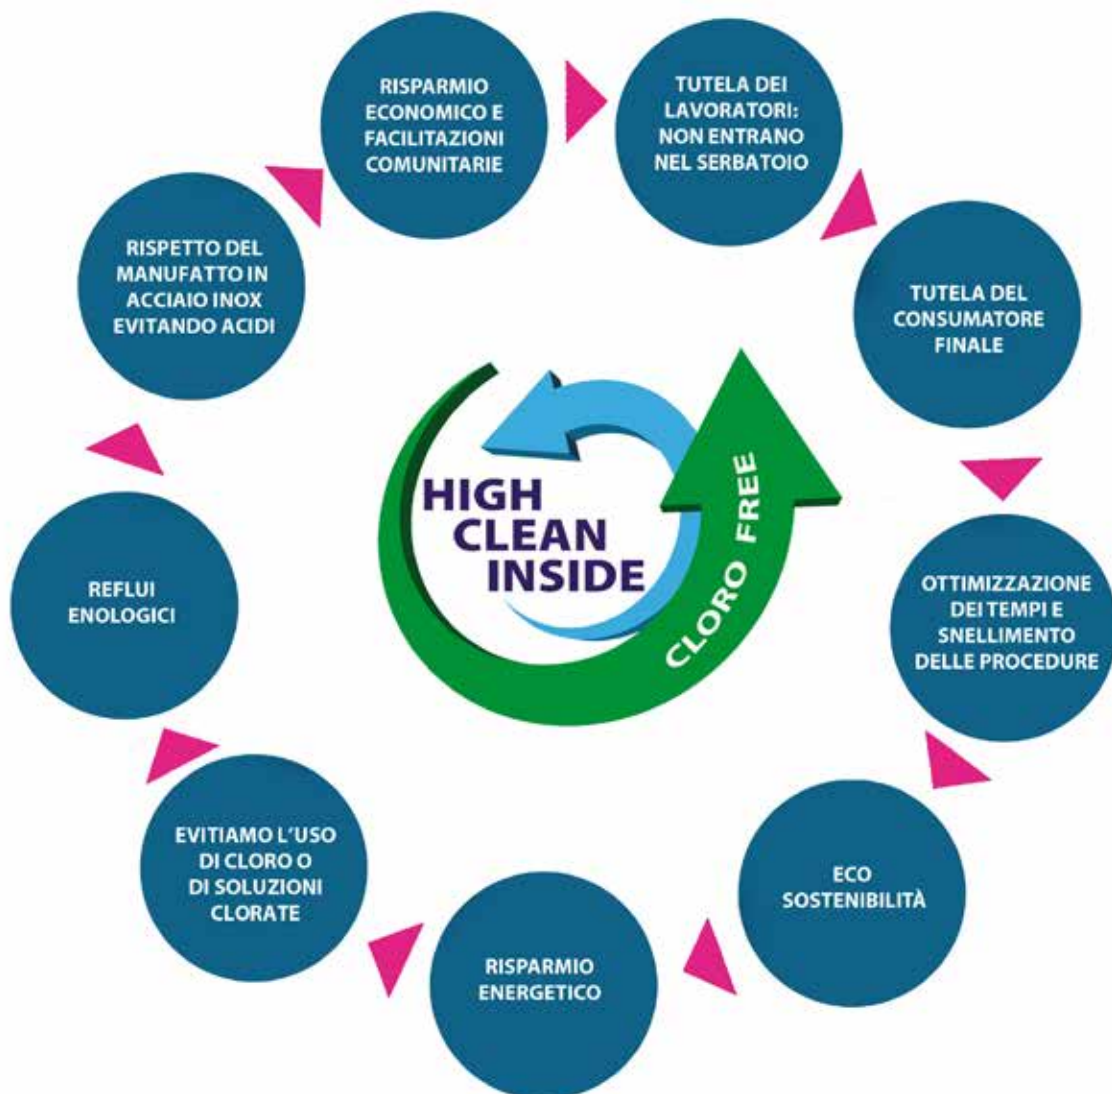 RISPARMIO
ECONOMICO E
FACILITAZIONI
COMUNITARIE
TUTELA DEI
LAVORATORI:
NON ENTRANO
NEL SERBATOIO
TUTELA DEL
CONSUMATORE
FINALE
OTTIMIZZAZIONE
DEI TEMPI E
SNELLIMENTO
DELLE PROCEDURE
ECO
SOSTENIBILITÀ
RISPARMIO
ENERGETICO
EVITIAMO L'USO
DI CLORO O
DI SOLUZIONI
CLORATE
REFLUI
ENOLOGICI
RISPETTO DEL
MANUFATTO IN
ACCIAIO INOX
EVITANDO ACIDI
HIGH
CLEAN
INSIDE
CLORO FREE